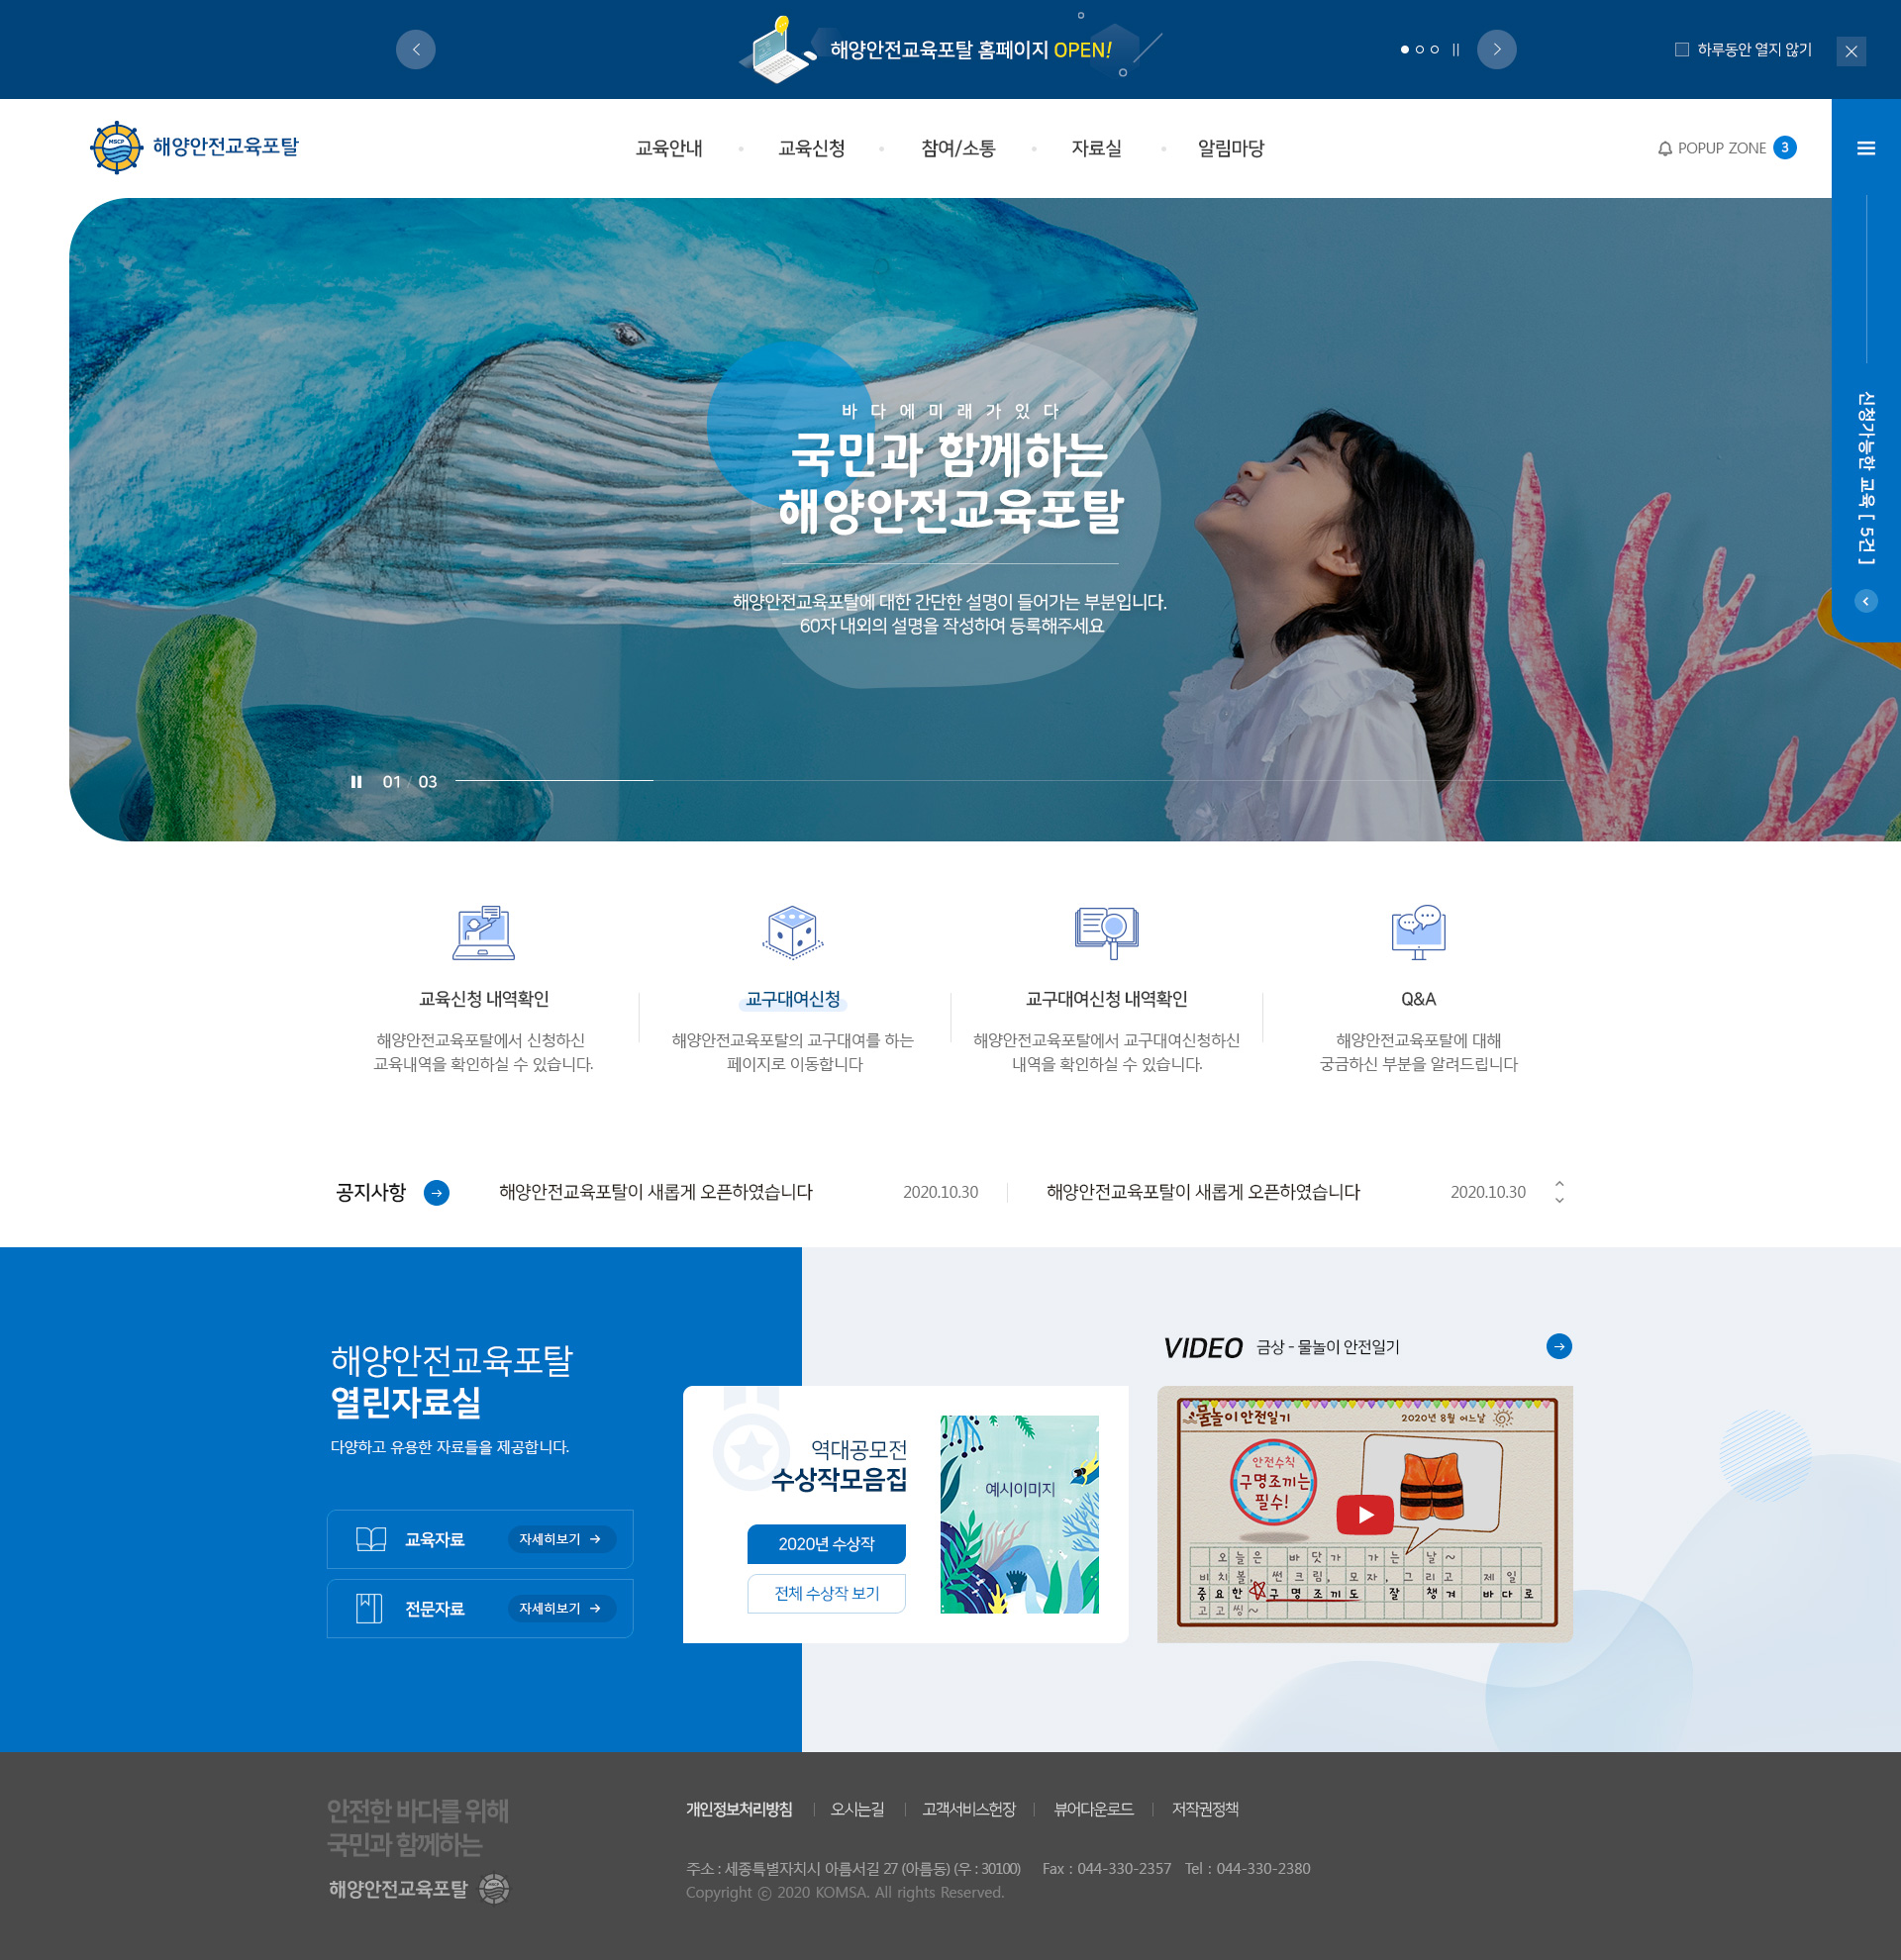 해양안전교육포탈 홈페이지 OPEN!
하루동안 열지 않기
MSCP
해양안전교육포탈
교육안내
교육신청
참여/소통
자료실
알림마당
POPUP ZONE 3
신청가능한 교육 [ 5건 ]
바다에미래가있다
국민과 함께하는
해양안전교육포탈
해양안전교육포탈에 대한 간단한 설명이 들어가는 부분입니다.
60자 내외의 설명을 작성하여 등록해주세요
01 / 03
교육신청 내역확인
해양안전교육포탈에서 신청하신
교육내역을 확인하실 수 있습니다.
교구대여신청
해양안전교육포탈의 교구대여를 하는
페이지로 이동합니다
교구대여신청 내역확인
해양안전교육포탈에서 교구대여신청하신
내역을 확인하실 수 있습니다.
Q&A
해양안전교육포탈에 대해
궁금하신 부분을 알려드립니다
공지사항
해양안전교육포탈이 새롭게 오픈하였습니다
2020.10.30
해양안전교육포탈이 새롭게 오픈하였습니다
2020.10.30
해양안전교육포탈
열린자료실
다양하고 유용한 자료들을 제공합니다.
교육자료
자세히보기
전문자료
자세히보기
역대공모전
수상작모음집
2020년 수상작
전체 수상작 보기
예시이미지
VIDEO 금상 - 물놀이 안전일기
물놀이 안전일기
2020년 8월 어느날
안전수칙
구명조끼는
필수!
오늘은 바닷가 가는 날~
비치볼, 썬크림, 모자, 그리고 제일
중요한 구명조끼도 잘 챙겨 바다로
고고씽~
안전한 바다를 위해
국민과 함께하는
해양안전교육포탈
개인정보처리방침
오시는길
고객서비스헌장
뷰어다운로드
저작권정책
주소 : 세종특별자치시 아름서길 27 (아름동) (우 : 30100) Fax : 044-330-2357 Tel : 044-330-2380
Copyright ⓒ 2020 KOMSA. All rights Reserved.